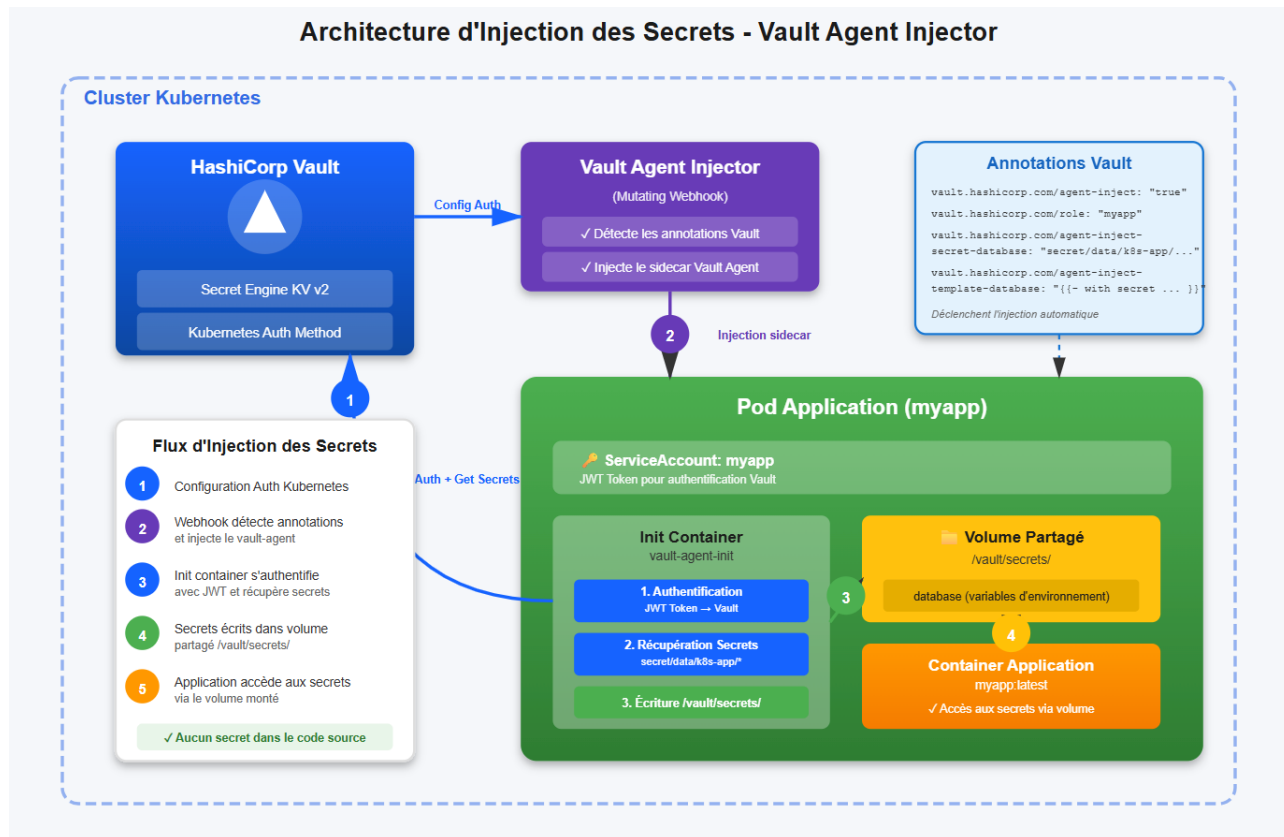 Architecture d'Injection des Secrets - Vault Agent Injector
Cluster Kubernetes
HashiCorp Vault
Secret Engine KV v2
Kubernetes Auth Method
Config Auth
Vault Agent Injector
(Mutating Webhook)
✓ Détecte les annotations Vault
✓ Injecte le sidecar Vault Agent
Annotations Vault
vault.hashicorp.com/agent-inject: "true"
vault.hashicorp.com/role: "myapp"
vault.hashicorp.com/agent-inject-
secret-database: "secret/data/k8s-app/..."
vault.hashicorp.com/agent-inject-
template-database: "{{- with secret ... }}"
Déclenchent l'injection automatique
2
Injection sidecar
1
Flux d'Injection des Secrets
1
Configuration Auth Kubernetes
2
Webhook détecte annotations
et injecte le vault-agent
3
Init container s'authentifie
avec JWT et récupère secrets
4
Secrets écrits dans volume
partagé /vault/secrets/
5
Application accède aux secrets
via le volume monté
✓ Aucun secret dans le code source
Auth + Get Secrets
Pod Application (myapp)
🔑 ServiceAccount: myapp
JWT Token pour authentification Vault
Init Container
vault-agent-init
1. Authentification
JWT Token → Vault
2. Récupération Secrets
secret/data/k8s-app/*
3. Écriture /vault/secrets/
3
📁 Volume Partagé
/vault/secrets/
database (variables d'environnement)
4
Container Application
myapp:latest
✓ Accès aux secrets via volume